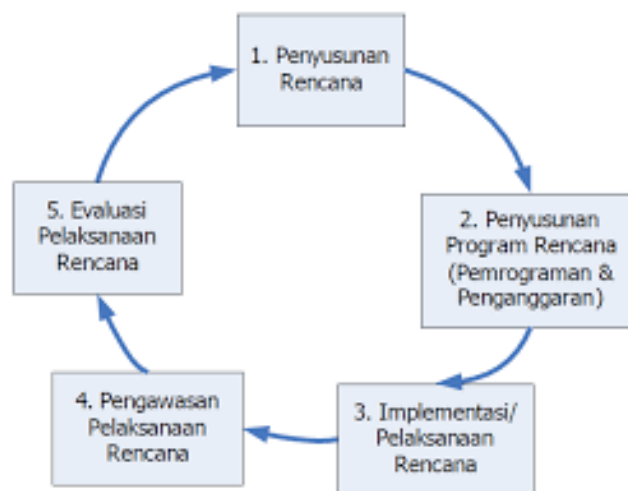 1. Penyusunan
Rencana
2. Penyusunan
Program Rencana
(Pemrograman &
Penganggaran)
3. Implementasi/
Pelaksanaan
Rencana
4. Pengawasan
Pelaksanaan
Rencana
5. Evaluasi
Pelaksanaan
Rencana